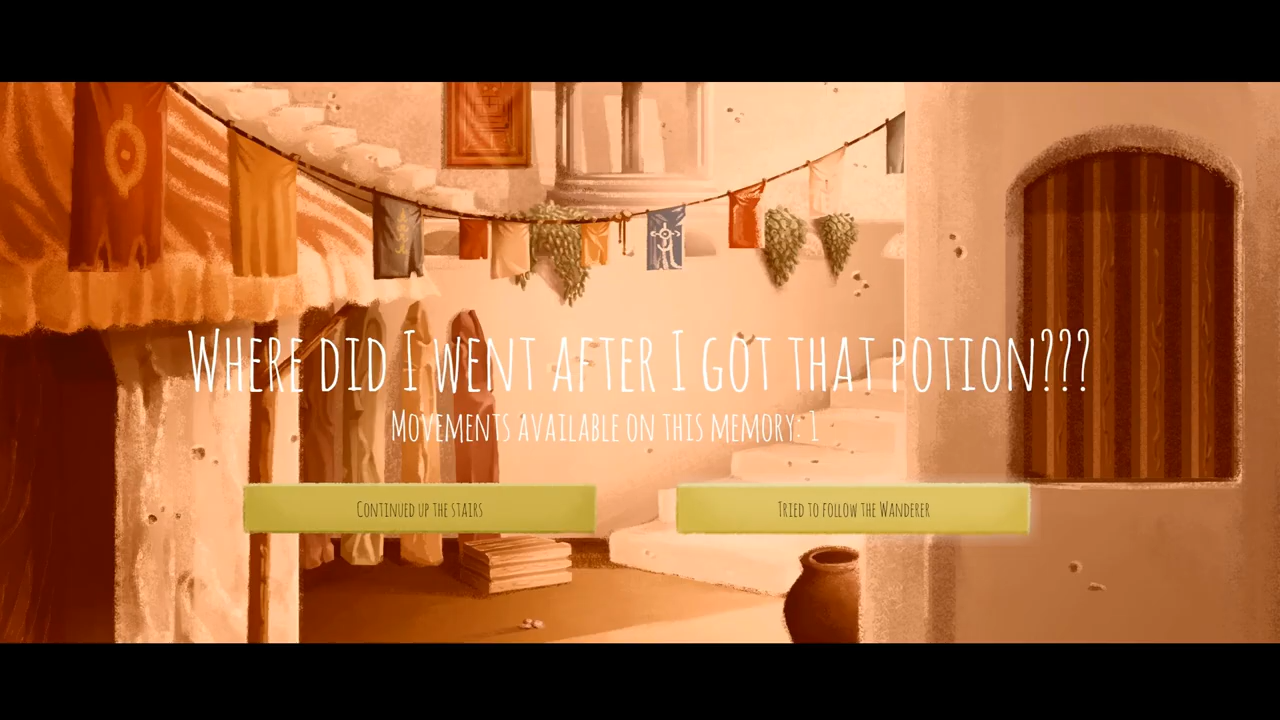 Where did I went after I got that potion???
Movements available on this memory: 1
Continued up the stairs
Tried to follow the Wanderer